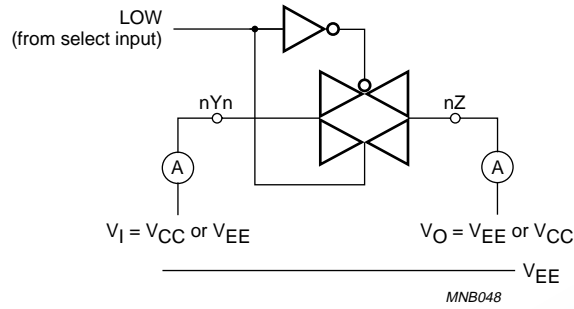 LOW
(from select input)
nYn
nZ
A
A
VI = VCC or VEE
VO = VEE or VCC
VEE
MNB048